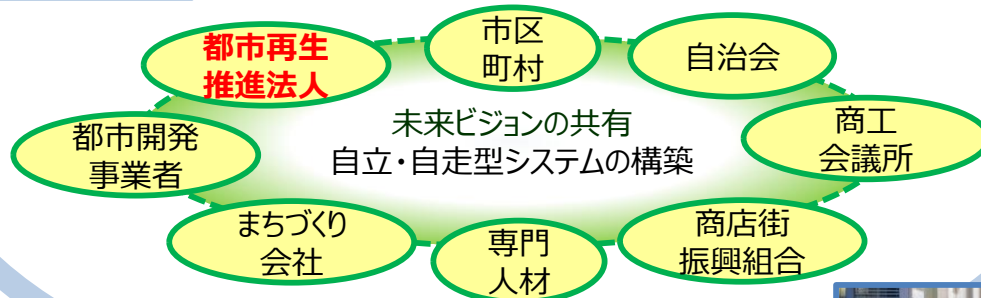 都市再生
推進法人
市区
町村
自治会
都市開発
事業者
未来ビジョンの共有
自立・自走型システムの構築
商工
会議所
まちづくり
会社
専門
人材
商店街
振興組合